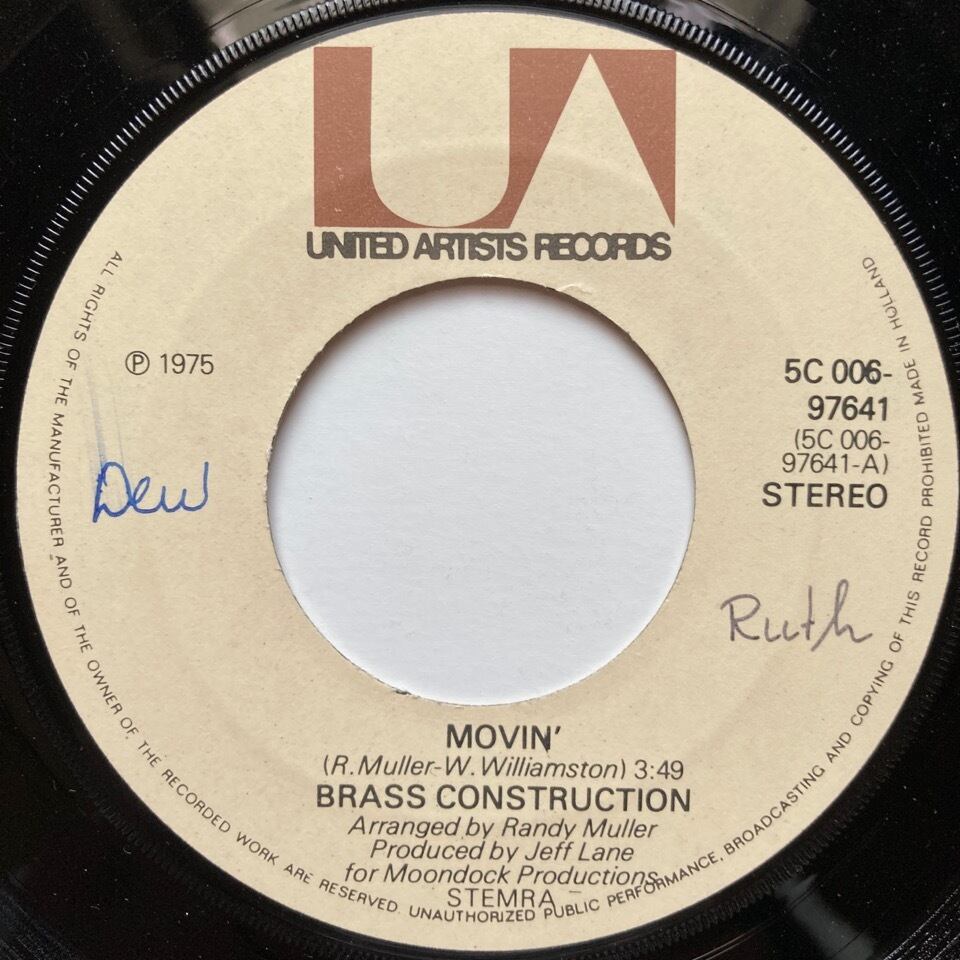 UA
UNITED ARTISTS RECORDS
℗ 1975
5C 006-
97641
(5C 006-
97641-A)
STEREO
Dew
Ruth
MOVIN'
(R. Muller-W. Williamston) 3:49
BRASS CONSTRUCTION
Arranged by Randy Muller
Produced by Jeff Lane
for Moondock Productions
STEMRA
ALL RIGHTS OF THE MANUFACTURER AND OF THE OWNER OF THE RECORDED WORK ARE RESERVED. UNAUTHORIZED PUBLIC PERFORMANCE, BROADCASTING AND COPYING OF THIS RECORD PROHIBITED MADE IN HOLLAND